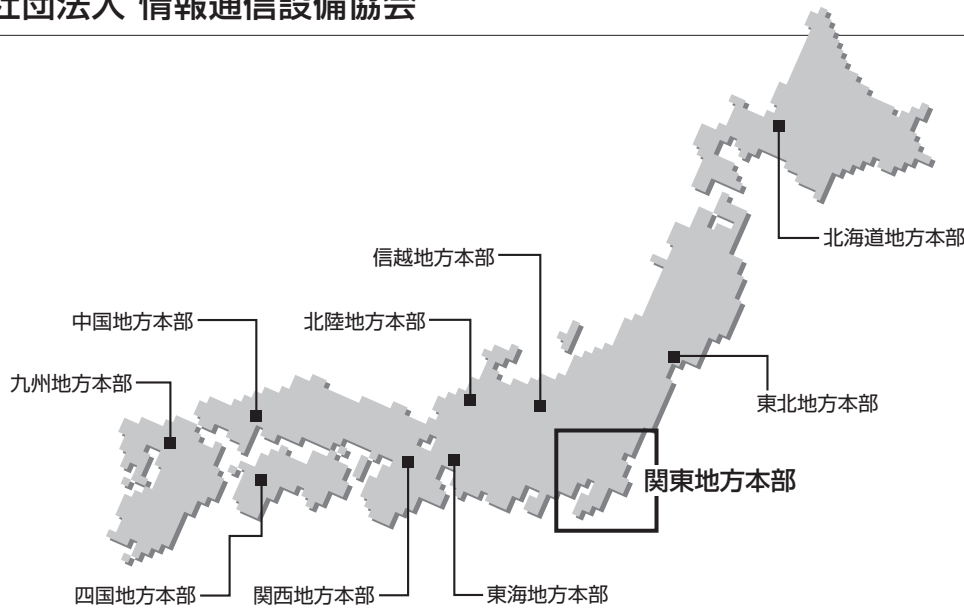 社団法人 情報通信設備協会
北海道地方本部
信越地方本部
中国地方本部
北陸地方本部
九州地方本部
東北地方本部
関東地方本部
四国地方本部
関西地方本部
東海地方本部